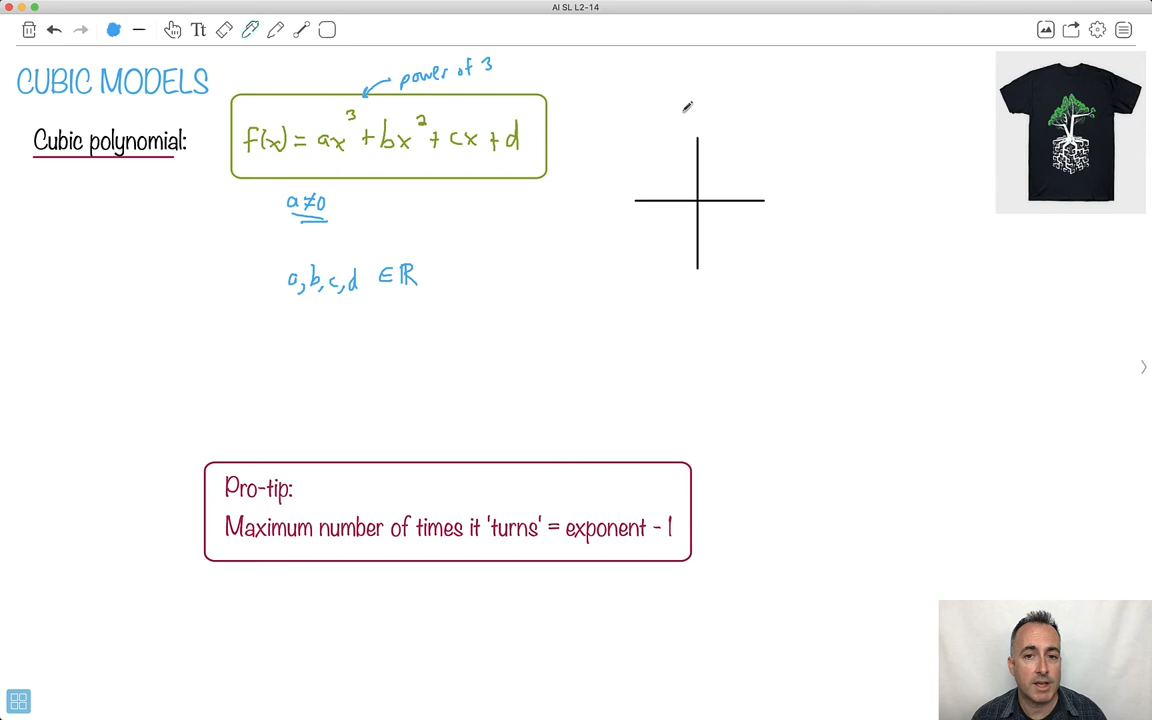 AI SL L2-14
Tt
CUBIC MODELS
power of 3
Cubic polynomial:
f(x) = ax³ + bx² + cx + d
a ≠ 0
a, b, c, d ∈ ℝ
Pro-tip:
Maximum number of times it 'turns' = exponent - 1